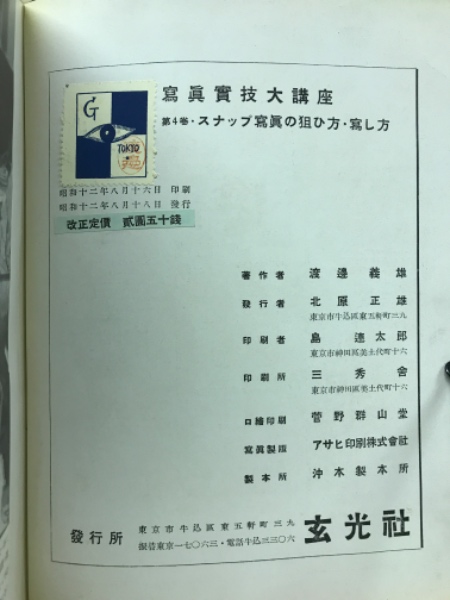 G
TOKYO
寫眞實技大講座
第4卷・スナップ寫眞の狙ひ方・寫し方
昭和十二年八月十六日 印刷
昭和十二年八月十八日 發行
改正定價 貳圓五十錢
著作者 渡邊義雄
發行者 北原正雄
東京市牛込區東五軒町三九
印刷者 島連太郎
東京市神田區美土代町十六
印刷所 三秀舍
東京市神田區美土代町十六
口繪印刷 菅野群山堂
寫眞製版 アサヒ印刷株式會社
製本所 沖本製本所
發行所
東京市牛込區東五軒町三九
振替東京一七〇六三・電話牛込三三〇六
玄光社